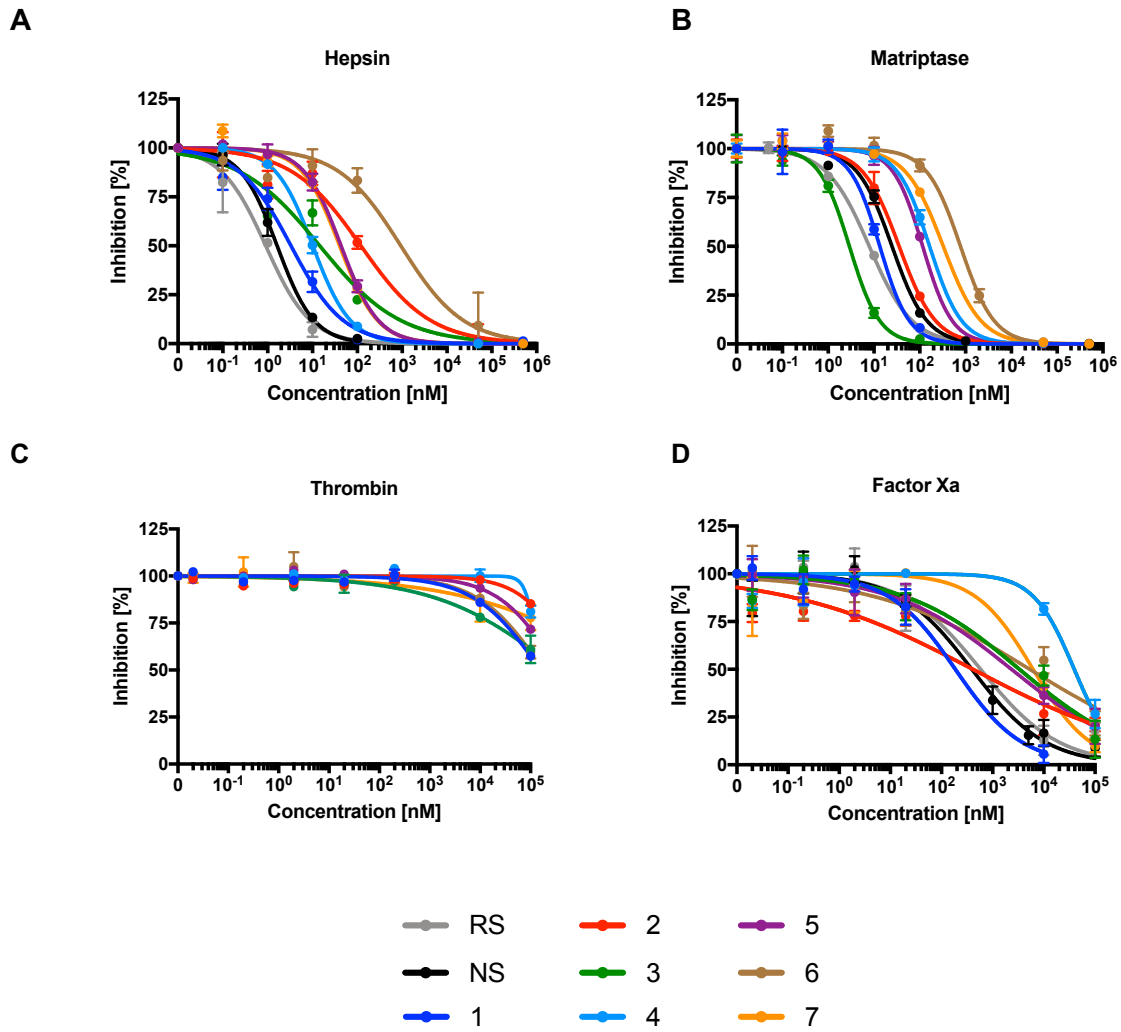 A
Hepsin
Inhibition [%]
125
100
75
50
25
0
0 10⁻¹ 10⁰ 10¹ 10² 10³ 10⁴ 10⁵ 10⁶
Concentration [nM]
B
Matriptase
Inhibition [%]
125
100
75
50
25
0
0 10⁻¹ 10⁰ 10¹ 10² 10³ 10⁴ 10⁵ 10⁶
Concentration [nM]
C
Thrombin
Inhibition [%]
125
100
75
50
25
0
0 10⁻¹ 10⁰ 10¹ 10² 10³ 10⁴ 10⁵
Concentration [nM]
D
Factor Xa
Inhibition [%]
125
100
75
50
25
0
0 10⁻¹ 10⁰ 10¹ 10² 10³ 10⁴ 10⁵
Concentration [nM]
RS 2 5
NS 3 6
1 4 7